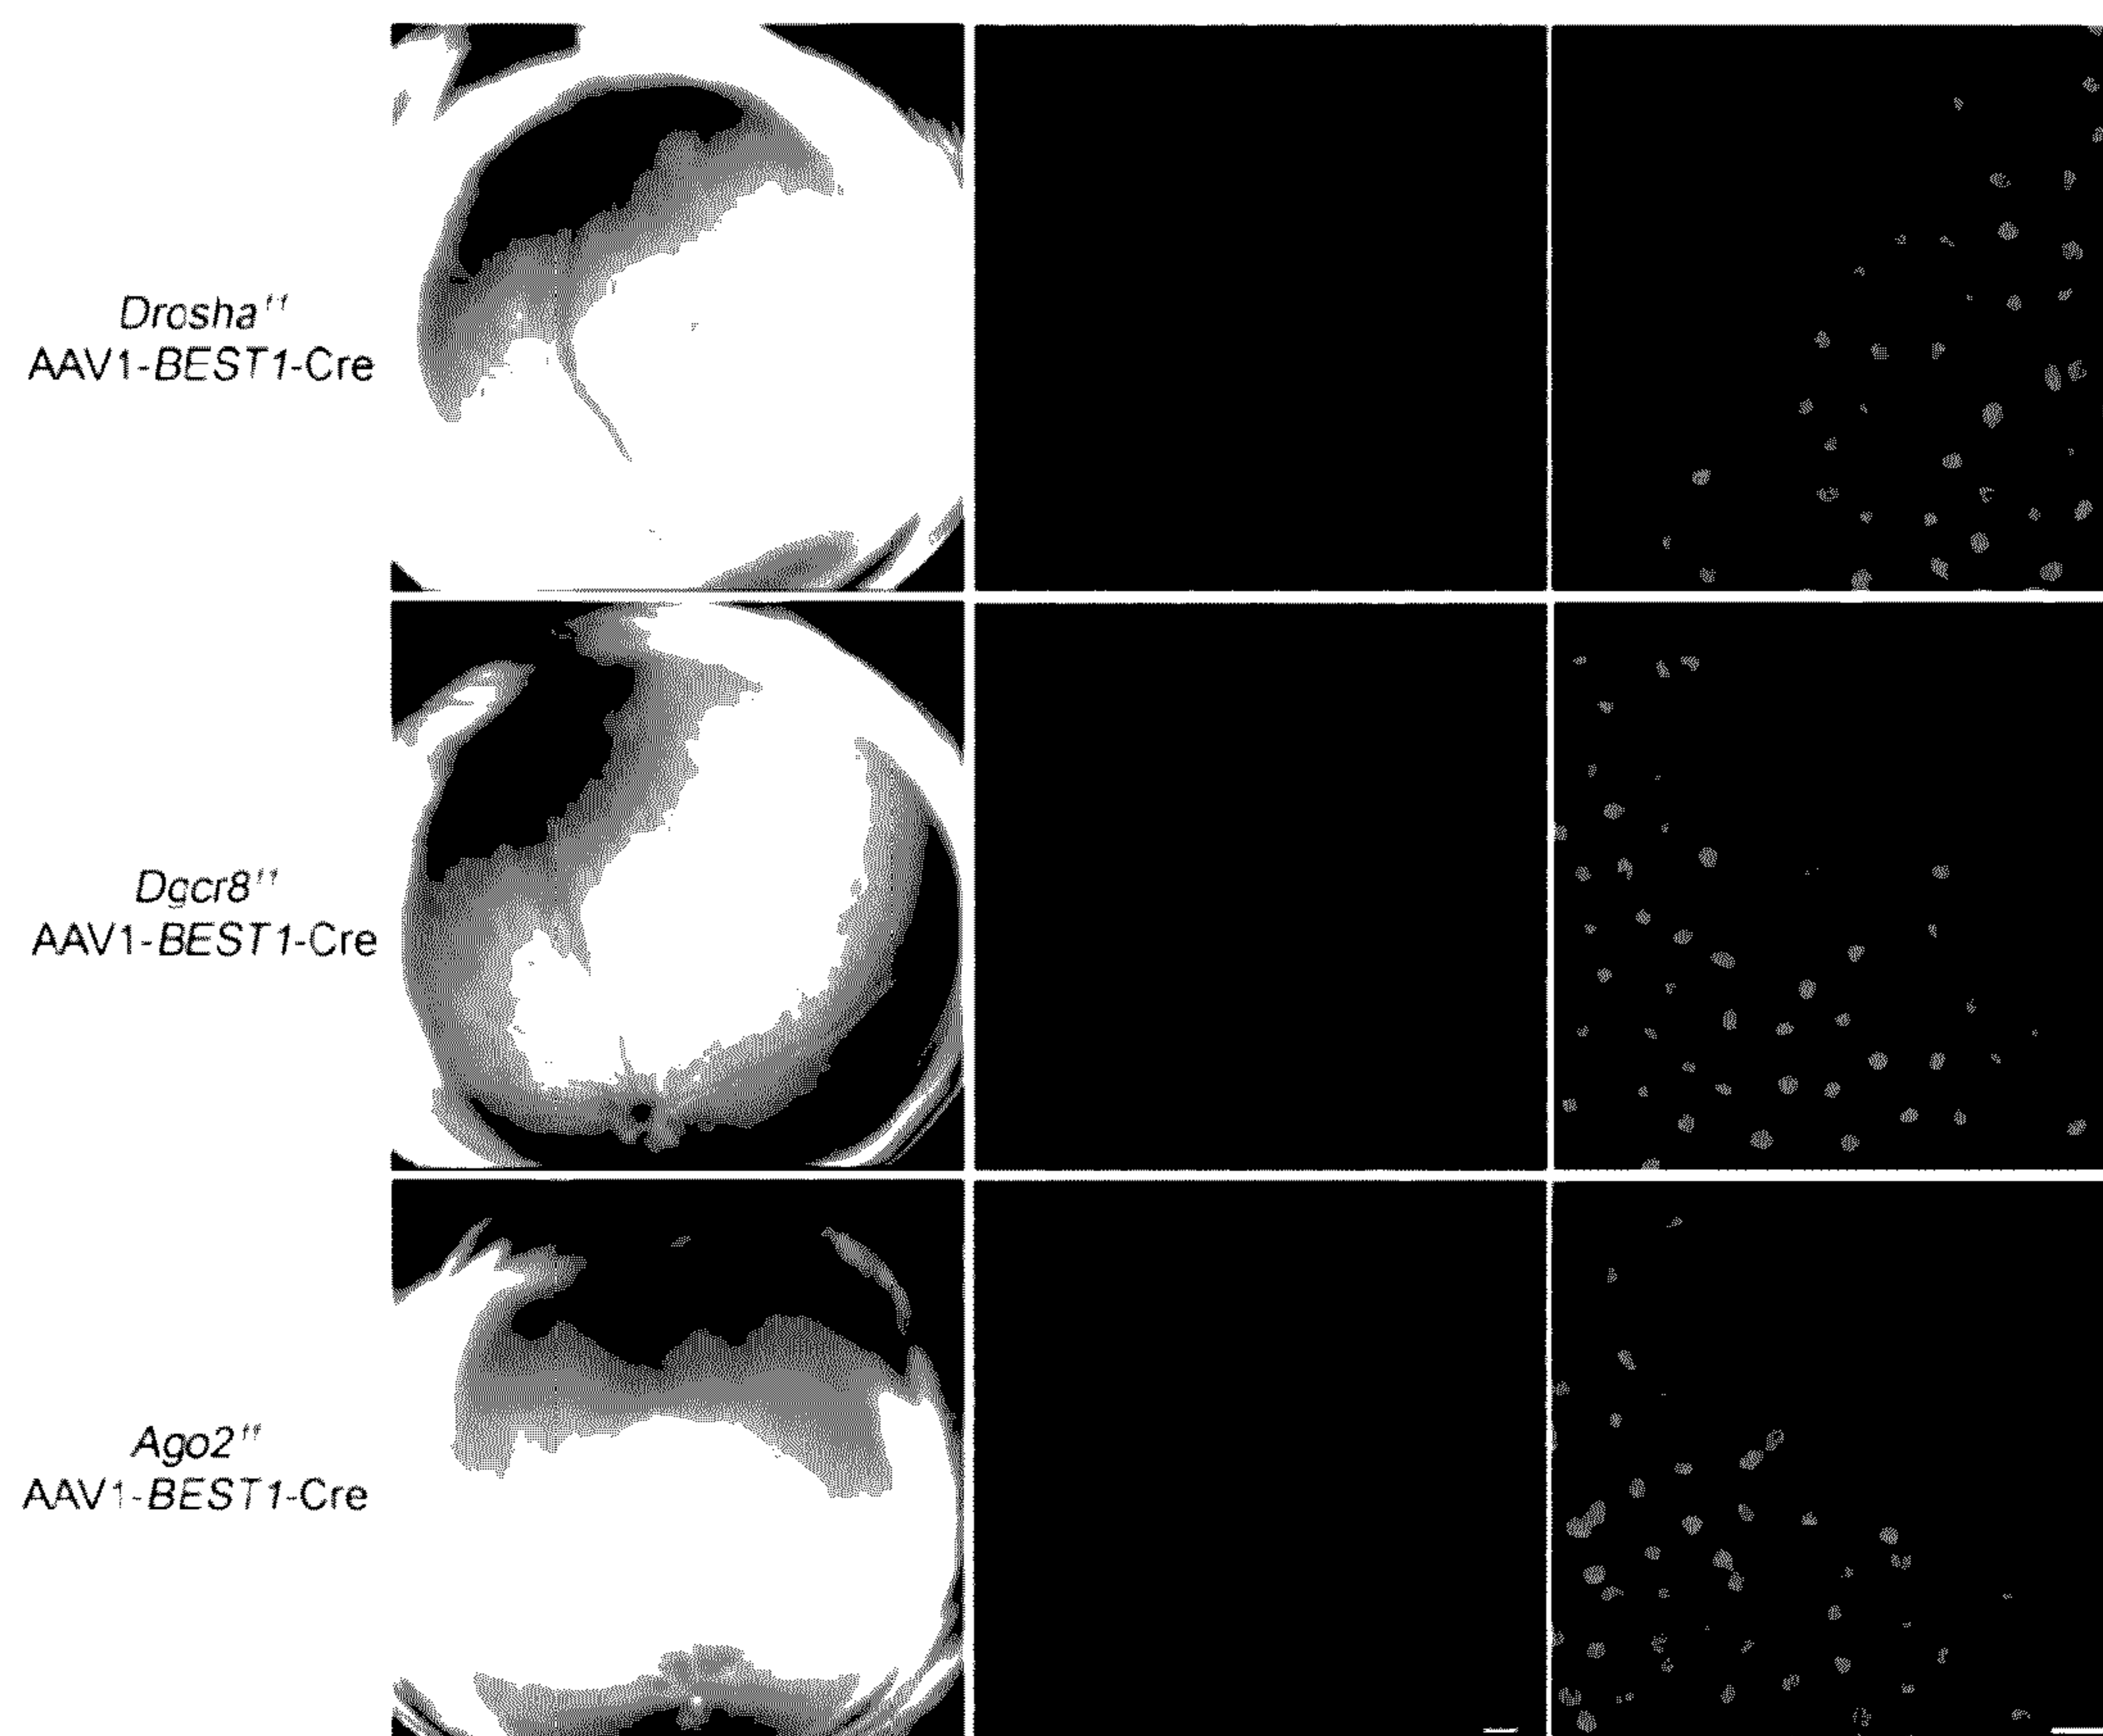 Drosha f/f
AAV1-BEST1-Cre
Dgcr8 f/f
AAV1-BEST1-Cre
Ago2 f/f
AAV1-BEST1-Cre